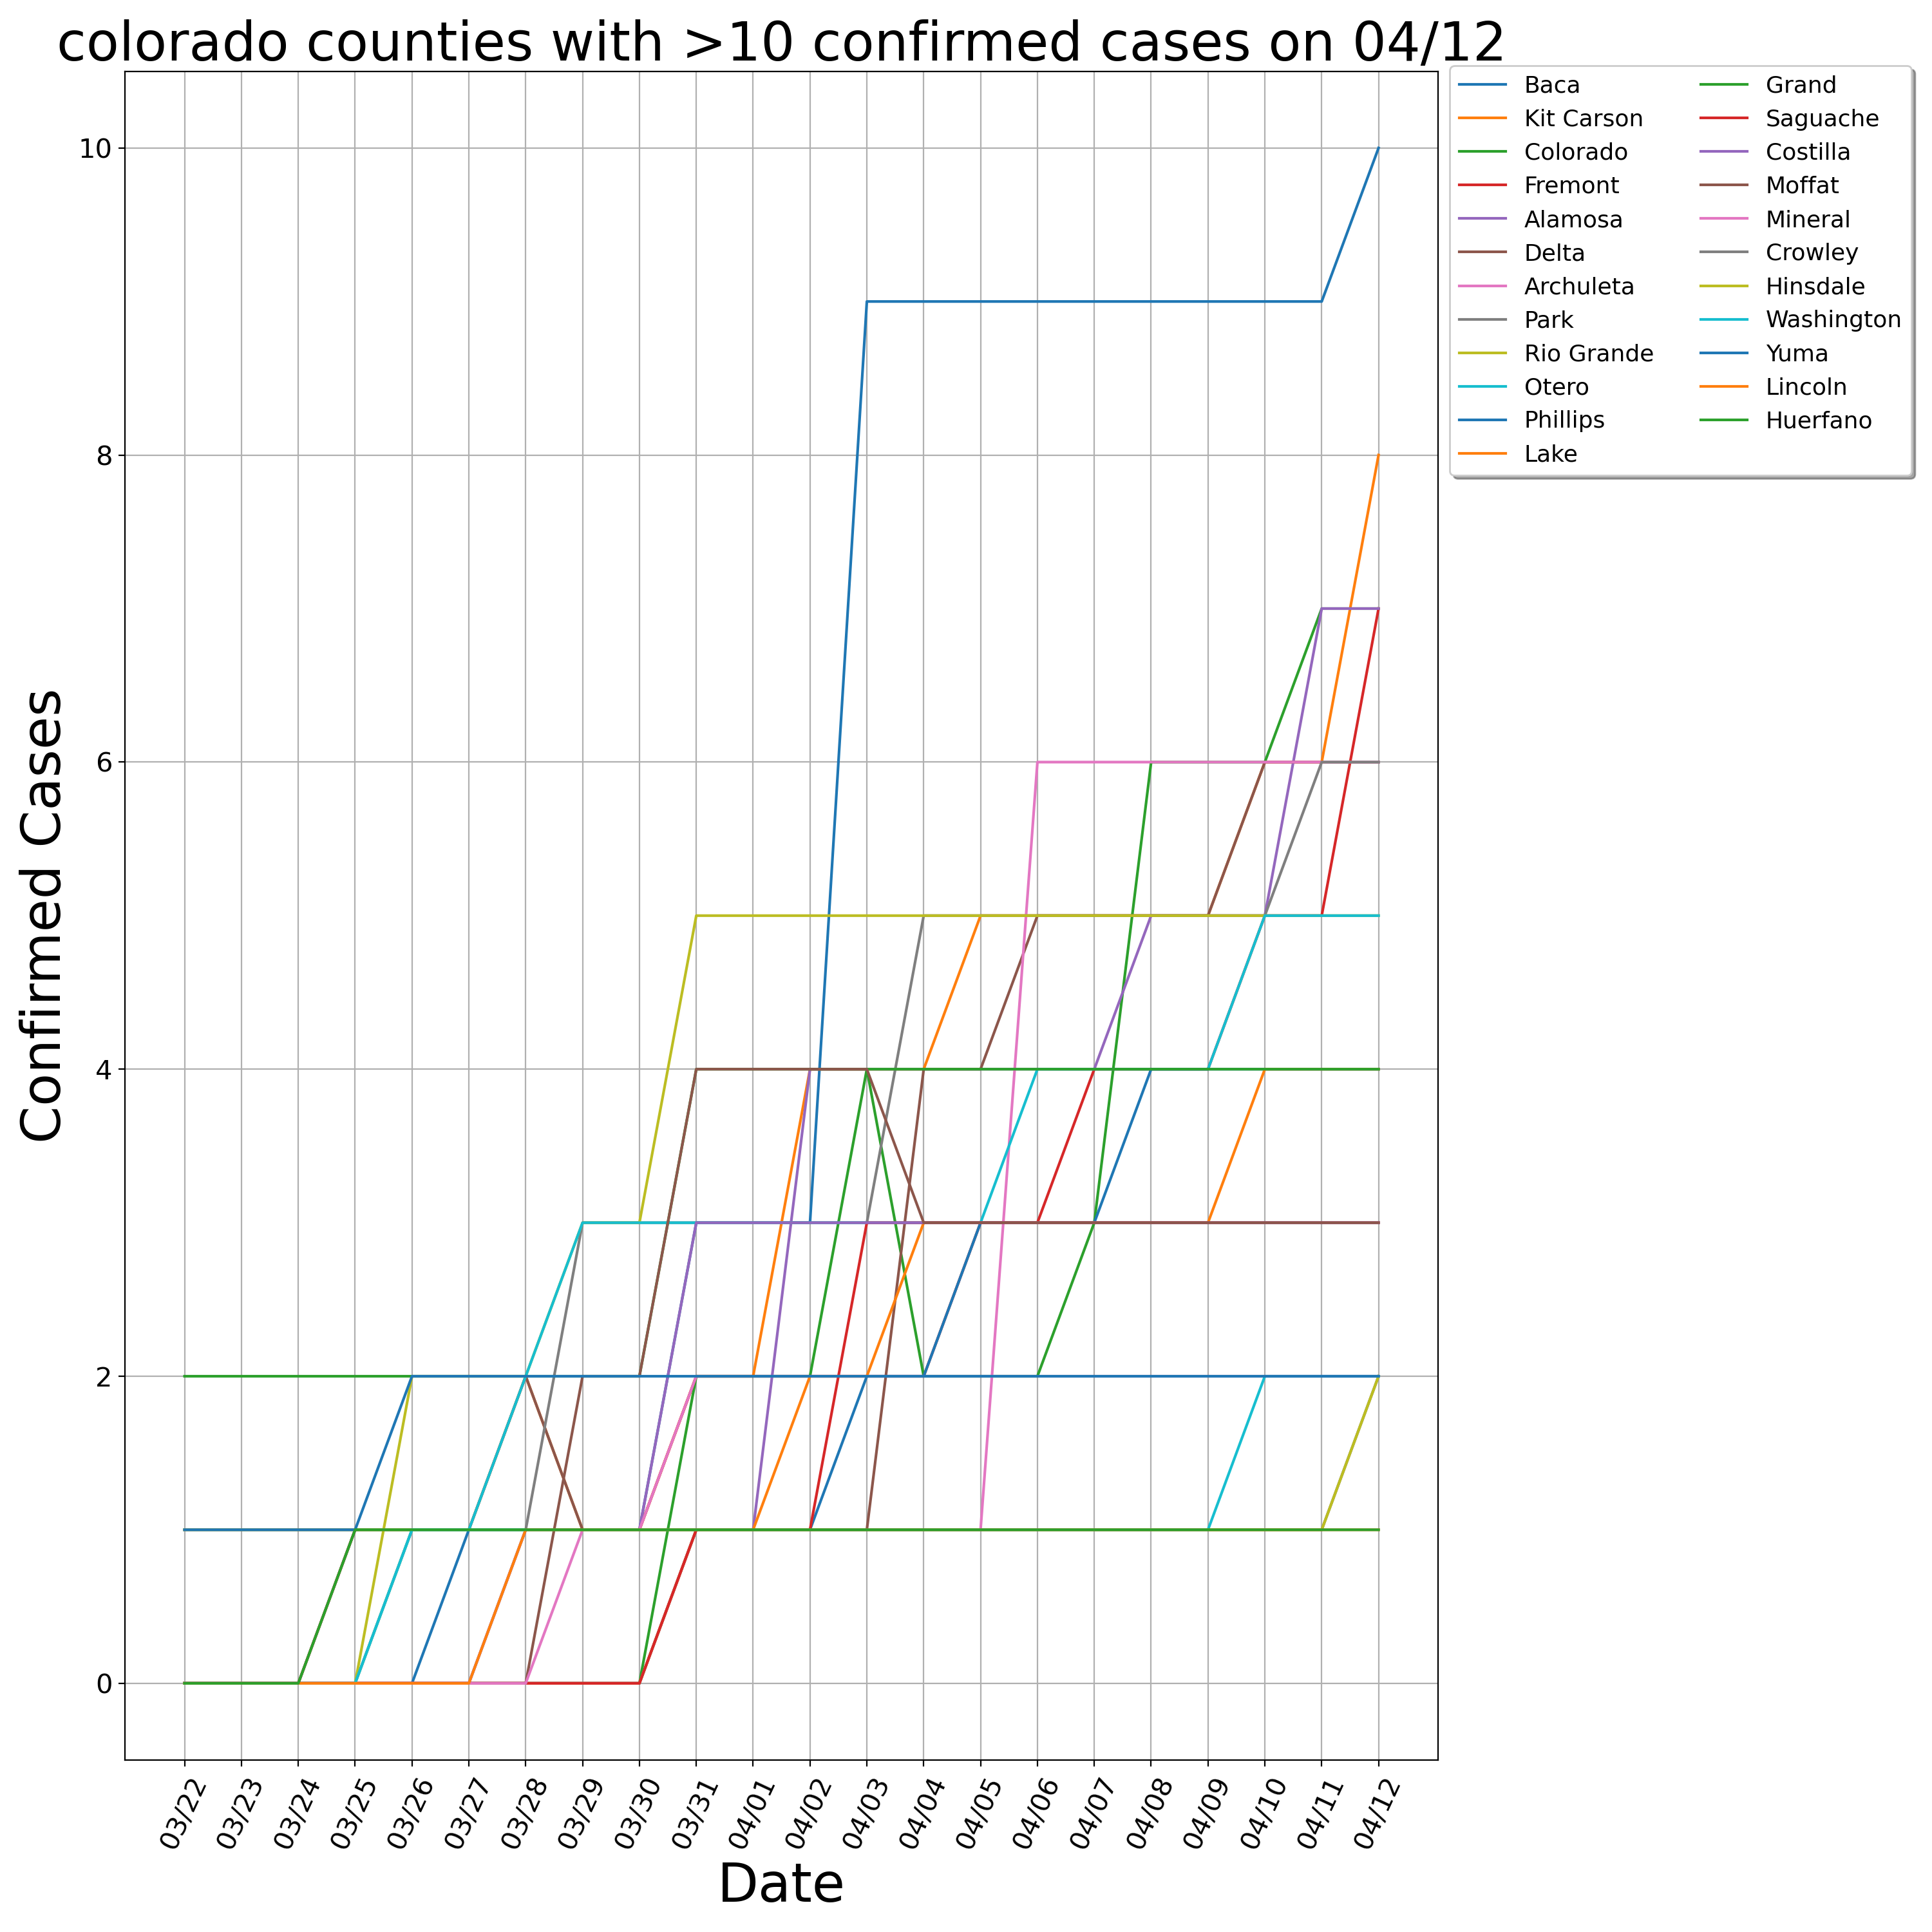 colorado counties with >10 confirmed cases on 04/12
Baca
Kit Carson
Colorado
Fremont
Alamosa
Delta
Archuleta
Park
Rio Grande
Otero
Phillips
Lake
Grand
Saguache
Costilla
Moffat
Mineral
Crowley
Hinsdale
Washington
Yuma
Lincoln
Huerfano
Confirmed Cases
10
8
6
4
2
0
03/22
03/23
03/24
03/25
03/26
03/27
03/28
03/29
03/30
03/31
04/01
04/02
04/03
04/04
04/05
04/06
04/07
04/08
04/09
04/10
04/11
04/12
Date